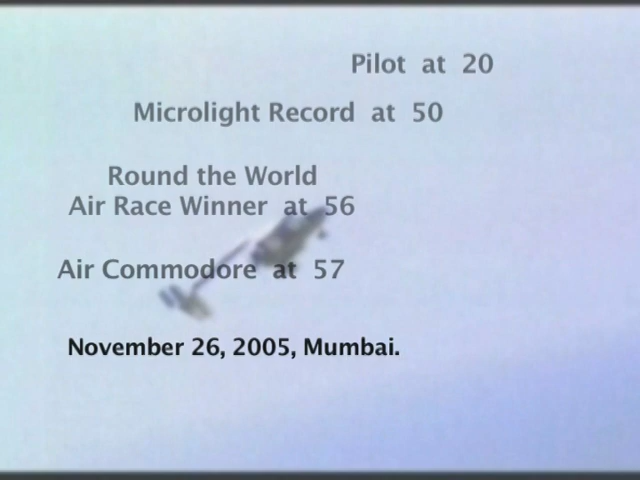 Pilot at 20
Microlight Record at 50
Round the World
Air Race Winner at 56
Air Commodore at 57
November 26, 2005, Mumbai.